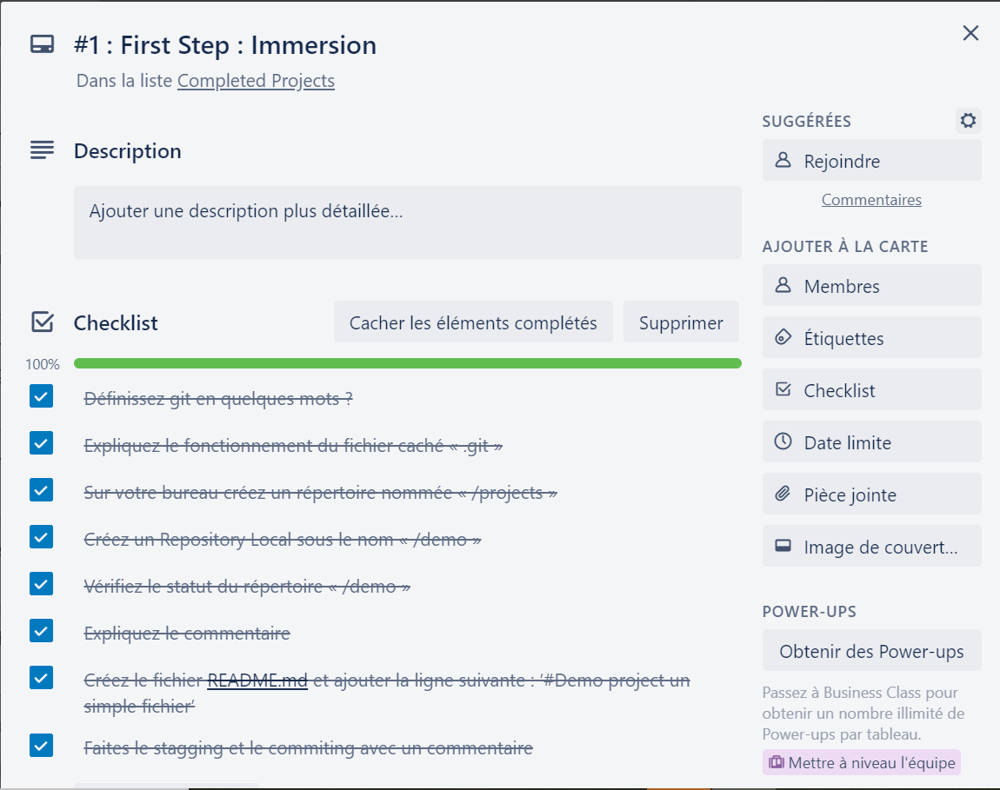 #1 : First Step : Immersion
Dans la liste Completed Projects
Description
Ajouter une description plus détaillée...
Checklist
Cacher les éléments complétés
Supprimer
100%
Définissez git en quelques mots ?
Expliquez le fonctionnement du fichier caché « .git »
Sur votre bureau créez un répertoire nommée « /projects »
Créez un Repository Local sous le nom « /demo »
Vérifiez le statut du répertoire « /demo »
Expliquez le commentaire
Créez le fichier README.md et ajouter la ligne suivante : ‘#Demo project un
simple fichier’
Faites le stagging et le commiting avec un commentaire
SUGGÉRÉES
Rejoindre
Commentaires
AJOUTER À LA CARTE
Membres
Étiquettes
Checklist
Date limite
Pièce jointe
Image de couvert...
POWER-UPS
Obtenir des Power-ups
Passez à Business Class pour
obtenir un nombre illimité de
Power-ups par tableau.
Mettre à niveau l'équipe